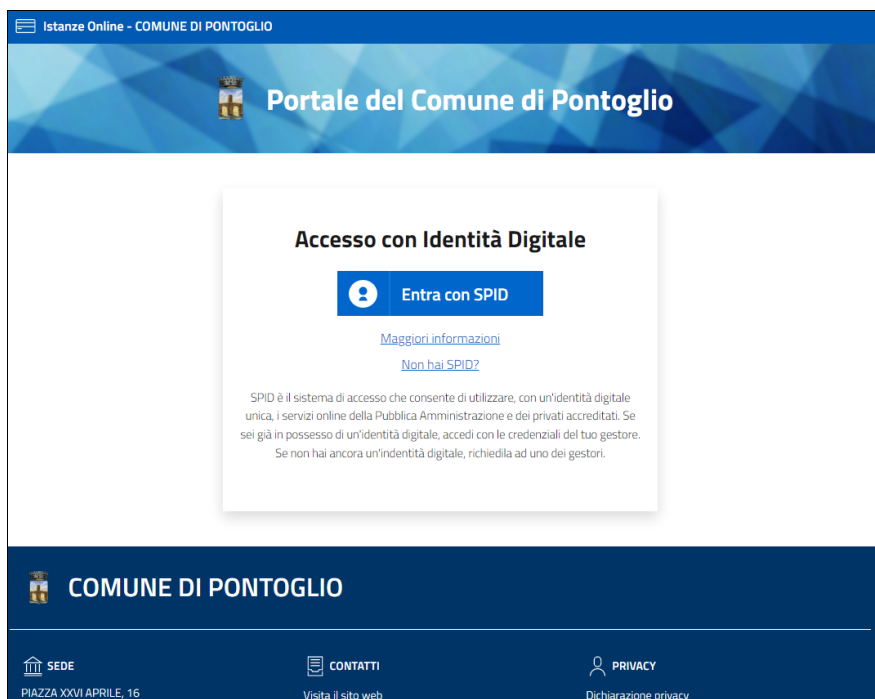 Istanze Online - COMUNE DI PONTOGLIO
Portale del Comune di Pontoglio
Accesso con Identità Digitale
Entra con SPID
Maggiori informazioni
Non hai SPID?
SPID è il sistema di accesso che consente di utilizzare, con un'identità digitale
unica, i servizi online della Pubblica Amministrazione e dei privati accreditati. Se
sei già in possesso di un'identità digitale, accedi con le credenziali del tuo gestore.
Se non hai ancora un'indentità digitale, richiedila ad uno dei gestori.
COMUNE DI PONTOGLIO
SEDE
PIAZZA XXVI APRILE, 16
CONTATTI
Visita il sito web
PRIVACY
Dichiarazione privacy